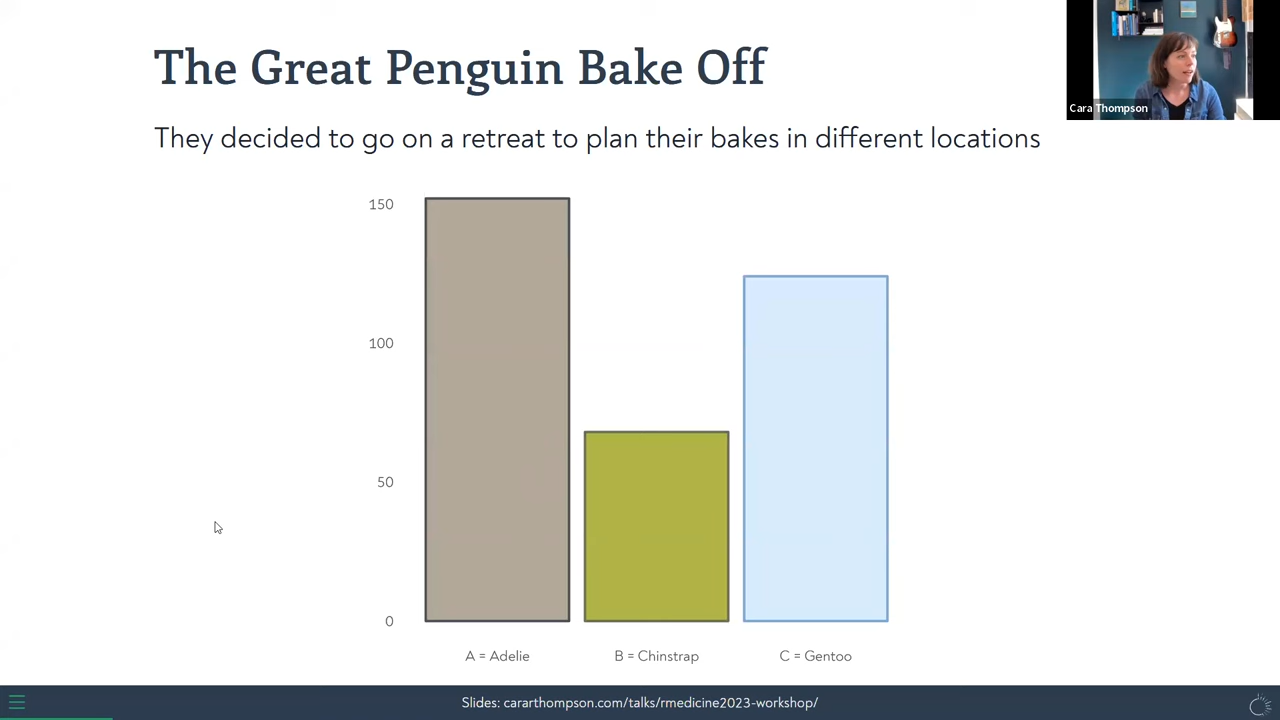 The Great Penguin Bake Off
Cara Thompson
They decided to go on a retreat to plan their bakes in different locations
150
100
50
0
A = Adelie
B = Chinstrap
C = Gentoo
Slides: cararthompson.com/talks/rmedicine2023-workshop/